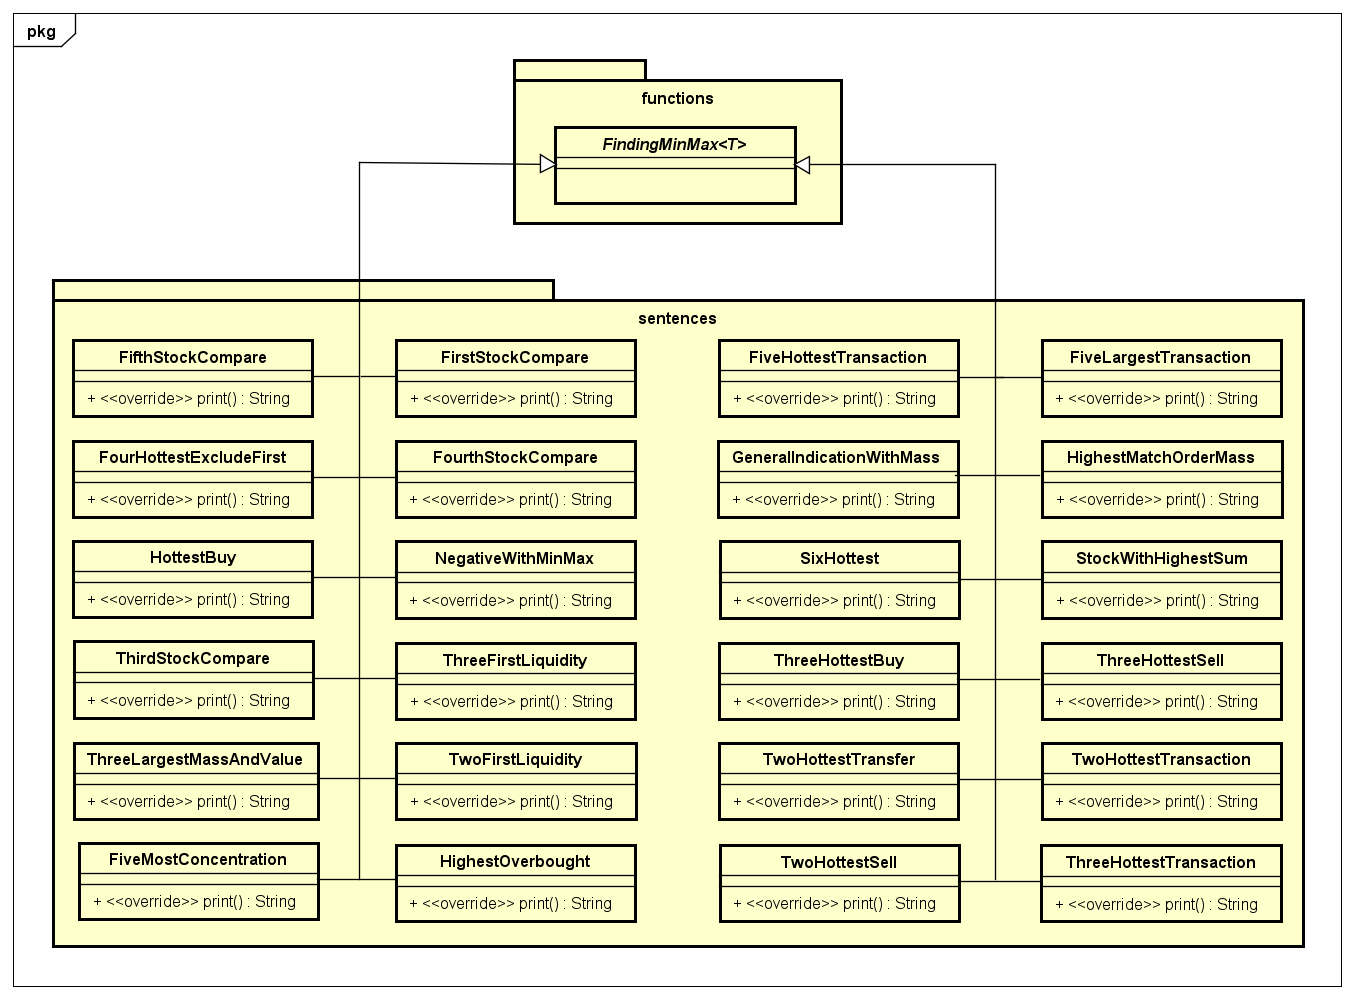 pkg
functions
FindingMinMax<T>
sentences
FifthStockCompare
+ <<override>> print() : String
FirstStockCompare
+ <<override>> print() : String
FiveHottestTransaction
+ <<override>> print() : String
FiveLargestTransaction
+ <<override>> print() : String
FourHottestExcludeFirst
+ <<override>> print() : String
FourthStockCompare
+ <<override>> print() : String
GeneralIndicationWithMass
+ <<override>> print() : String
HighestMatchOrderMass
+ <<override>> print() : String
HottestBuy
+ <<override>> print() : String
NegativeWithMinMax
+ <<override>> print() : String
SixHottest
+ <<override>> print() : String
StockWithHighestSum
+ <<override>> print() : String
ThirdStockCompare
+ <<override>> print() : String
ThreeFirstLiquidity
+ <<override>> print() : String
ThreeHottestBuy
+ <<override>> print() : String
ThreeHottestSell
+ <<override>> print() : String
ThreeLargestMassAndValue
+ <<override>> print() : String
TwoFirstLiquidity
+ <<override>> print() : String
TwoHottestTransfer
+ <<override>> print() : String
TwoHottestTransaction
+ <<override>> print() : String
FiveMostConcentration
+ <<override>> print() : String
HighestOverbought
+ <<override>> print() : String
TwoHottestSell
+ <<override>> print() : String
ThreeHottestTransaction
+ <<override>> print() : String